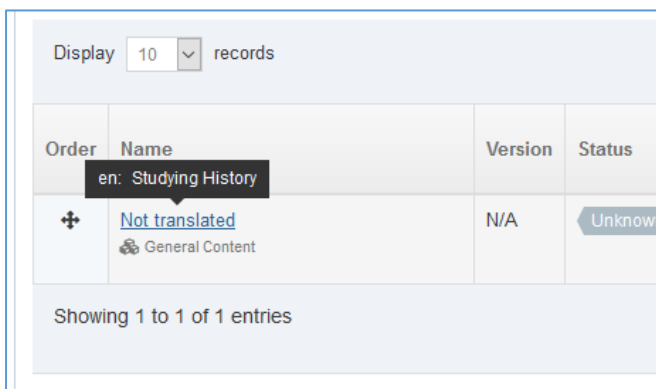 Display 10 records
Order Name Version Status
en: Studying History
Not translated N/A Unknow
General Content
Showing 1 to 1 of 1 entries